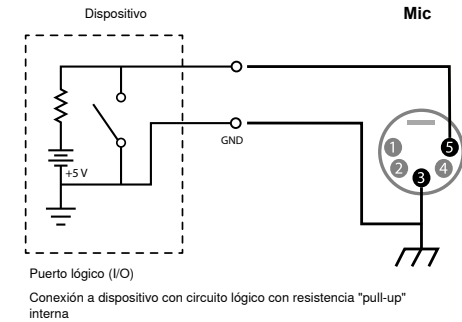 Dispositivo
Mic
+5 V
GND
1
5
2
4
3
Puerto lógico (I/O)
Conexión a dispositivo con circuito lógico con resistencia "pull-up"
interna